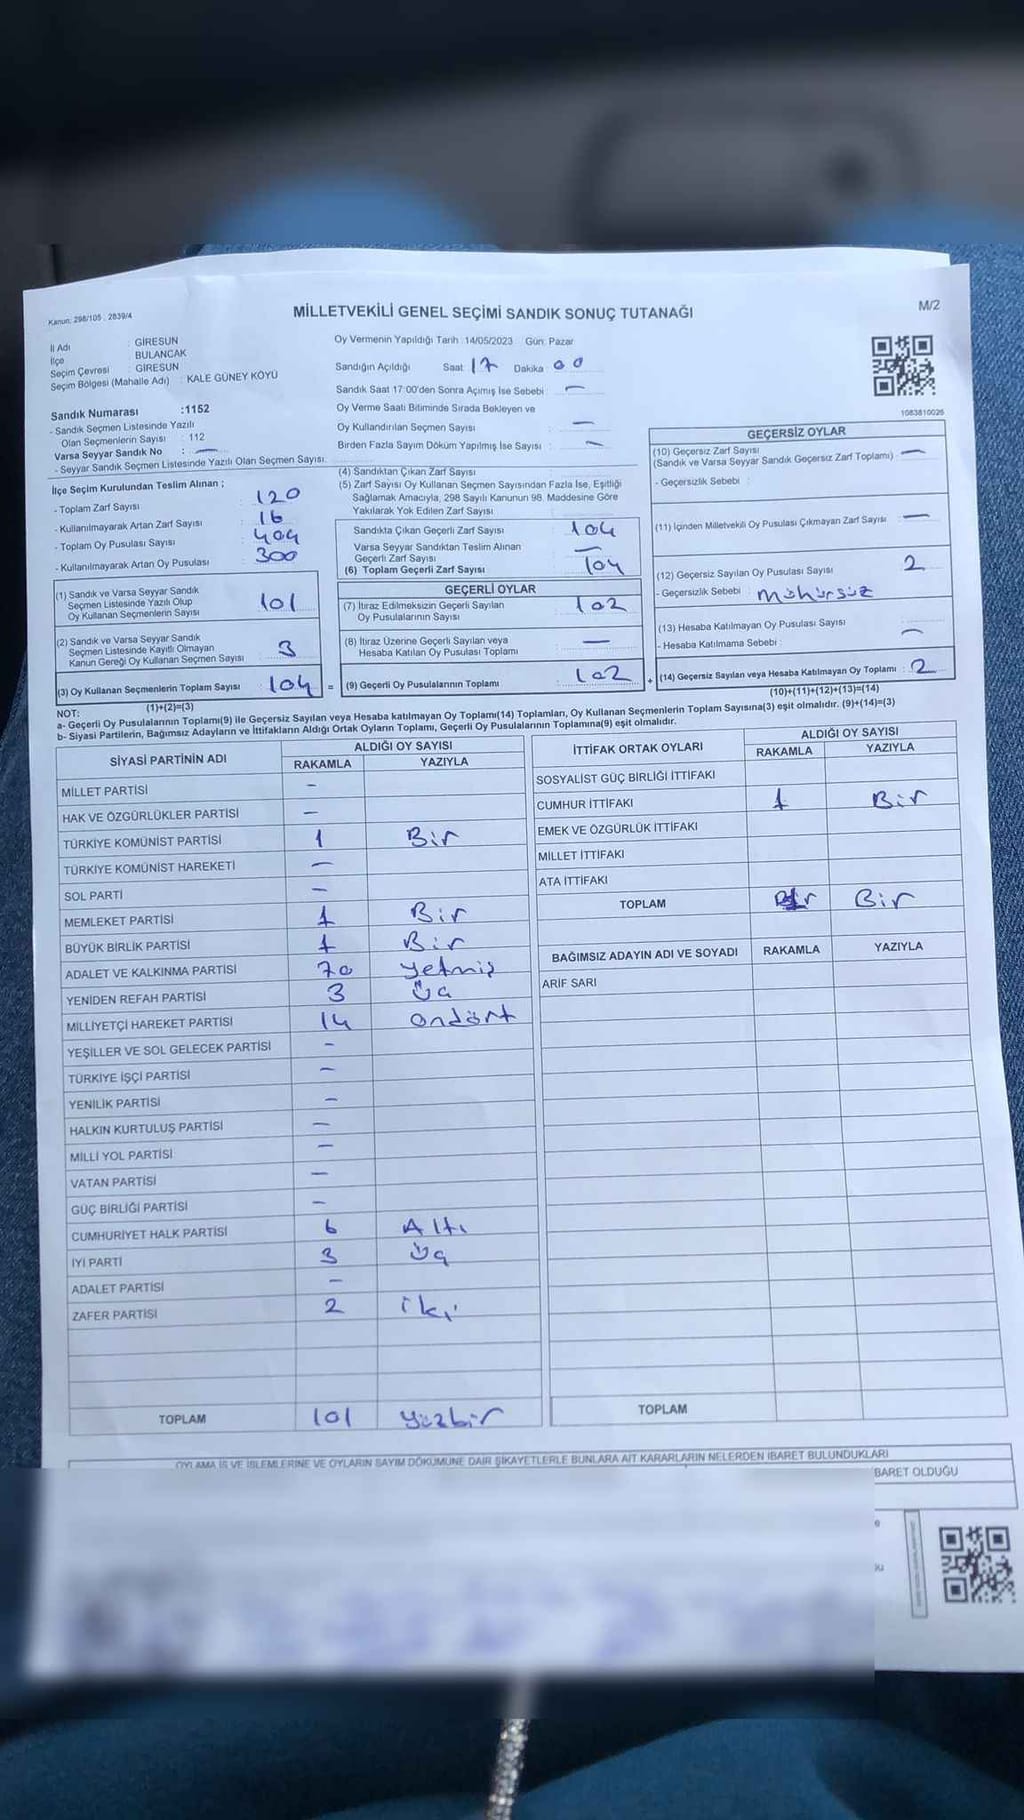 Kanun: 298/105 , 2839/4
MİLLETVEKİLİ GENEL SEÇİMİ SANDIK SONUÇ TUTANAĞI
M/2
İl Adı : GİRESUN
İlçe : BULANCAK
Seçim Çevresi : GİRESUN
Seçim Bölgesi (Mahalle Adı) : KALE GÜNEY KÖYÜ
Sandık Numarası :1152
- Sandık Seçmen Listesinde Yazılı
Olan Seçmenlerin Sayısı : 112
Varsa Seyyar Sandık No : —
- Seyyar Sandık Seçmen Listesinde Yazılı Olan Seçmen Sayısı
Oy Vermenin Yapıldığı Tarih :14/05/2023 Gün: Pazar
Sandığın Açıldığı Saat 17 Dakika 00
Sandık Saat 17:00'den Sonra Açımış İse Sebebi : —
Oy Verme Saati Bitiminde Sırada Bekleyen ve
Oy Kullandırılan Seçmen Sayısı : —
Birden Fazla Sayım Döküm Yapılmış İse Sayısı : —
1083810026
İlçe Seçim Kurulundan Teslim Alınan ;
- Toplam Zarf Sayısı : 120
- Kullanılmayarak Artan Zarf Sayısı : 16
- Toplam Oy Pusulası Sayısı : 404
- Kullanılmayarak Artan Oy Pusulası : 300
(1) Sandık ve Varsa Seyyar Sandık
Seçmen Listesinde Yazılı Olup
Oy Kullanan Seçmenlerin Sayısı : 101
(2) Sandık ve Varsa Seyyar Sandık
Seçmen Listesinde Kayıtlı Olmayan
Kanun Gereği Oy Kullanan Seçmen Sayısı : 3
(3) Oy Kullanan Seçmenlerin Toplam Sayısı : 104 =
(1)+(2)=(3)
(4) Sandıktan Çıkan Zarf Sayısı :
(5) Zarf Sayısı Oy Kullanan Seçmen Sayısından Fazla İse, Eşitliği
Sağlamak Amacıyla, 298 Sayılı Kanunun 98. Maddesine Göre
Yakılarak Yok Edilen Zarf Sayısı :
Sandıkta Çıkan Geçerli Zarf Sayısı : 104
Varsa Seyyar Sandıktan Teslim Alınan
Geçerli Zarf Sayısı : —
(6) Toplam Geçerli Zarf Sayısı : 104
GEÇERLİ OYLAR
(7) İtiraz Edilmeksizin Geçerli Sayılan
Oy Pusulalarının Sayısı : 102
(8) İtiraz Üzerine Geçerli Sayılan veya
Hesaba Katılan Oy Pusulası Toplamı : —
(9) Geçerli Oy Pusulalarının Toplamı : 102 +
GEÇERSİZ OYLAR
(10) Geçersiz Zarf Sayısı
(Sandık ve Varsa Seyyar Sandık Geçersiz Zarf Toplamı) : —
- Geçersizlik Sebebi :
(11) İçinden Milletvekili Oy Pusulası Çıkmayan Zarf Sayısı : —
(12) Geçersiz Sayılan Oy Pusulası Sayısı : 2
- Geçersizlik Sebebi : mühürsüz
(13) Hesaba Katılmayan Oy Pusulası Sayısı : —
- Hesaba Katılmama Sebebi :
(14) Geçersiz Sayılan veya Hesaba Katılmayan Oy Toplamı : 2
(10)+(11)+(12)+(13)=(14)
NOT:
a- Geçerli Oy Pusulalarının Toplamı(9) ile Geçersiz Sayılan veya Hesaba katılmayan Oy Toplamı(14) Toplamları, Oy Kullanan Seçmenlerin Toplam Sayısına(3) eşit olmalıdır. (9)+(14)=(3)
b- Siyasi Partilerin, Bağımsız Adayların ve İttifakların Aldığı Ortak Oyların Toplamı, Geçerli Oy Pusulalarının Toplamına(9) eşit olmalıdır.
SİYASİ PARTİNİN ADI ALDIĞI OY SAYISI
RAKAMLA YAZIYLA
MİLLET PARTİSİ —
HAK VE ÖZGÜRLÜKLER PARTİSİ —
TÜRKİYE KOMÜNİST PARTİSİ 1 Bir
TÜRKİYE KOMÜNİST HAREKETİ —
SOL PARTİ —
MEMLEKET PARTİSİ 1 Bir
BÜYÜK BİRLİK PARTİSİ 1 Bir
ADALET VE KALKINMA PARTİSİ 70 yetmiş
YENİDEN REFAH PARTİSİ 3 Üç
MİLLİYETÇİ HAREKET PARTİSİ 14 ondört
YEŞİLLER VE SOL GELECEK PARTİSİ —
TÜRKİYE İŞÇİ PARTİSİ —
YENİLİK PARTİSİ —
HALKIN KURTULUŞ PARTİSİ —
MİLLİ YOL PARTİSİ —
VATAN PARTİSİ —
GÜÇ BİRLİĞİ PARTİSİ —
CUMHURİYET HALK PARTİSİ 6 Altı
İYİ PARTİ 3 Üç
ADALET PARTİSİ —
ZAFER PARTİSİ 2 iki
TOPLAM 101 yüzbir
İTTİFAK ORTAK OYLARI ALDIĞI OY SAYISI
RAKAMLA YAZIYLA
SOSYALİST GÜÇ BİRLİĞİ İTTİFAKI
CUMHUR İTTİFAKI 1 Bir
EMEK VE ÖZGÜRLÜK İTTİFAKI
MİLLET İTTİFAKI
ATA İTTİFAKI
TOPLAM Bir
BAĞIMSIZ ADAYIN ADI VE SOYADI RAKAMLA YAZIYLA
ARİF SARI
TOPLAM
OYLAMA İŞ VE İŞLEMLERİNE VE OYLARIN SAYIM DÖKÜMÜNE DAİR ŞİKAYETLERLE BUNLARA AİT KARARLARIN NELERDEN İBARET BULUNDUKLARI
BARET OLDUĞU